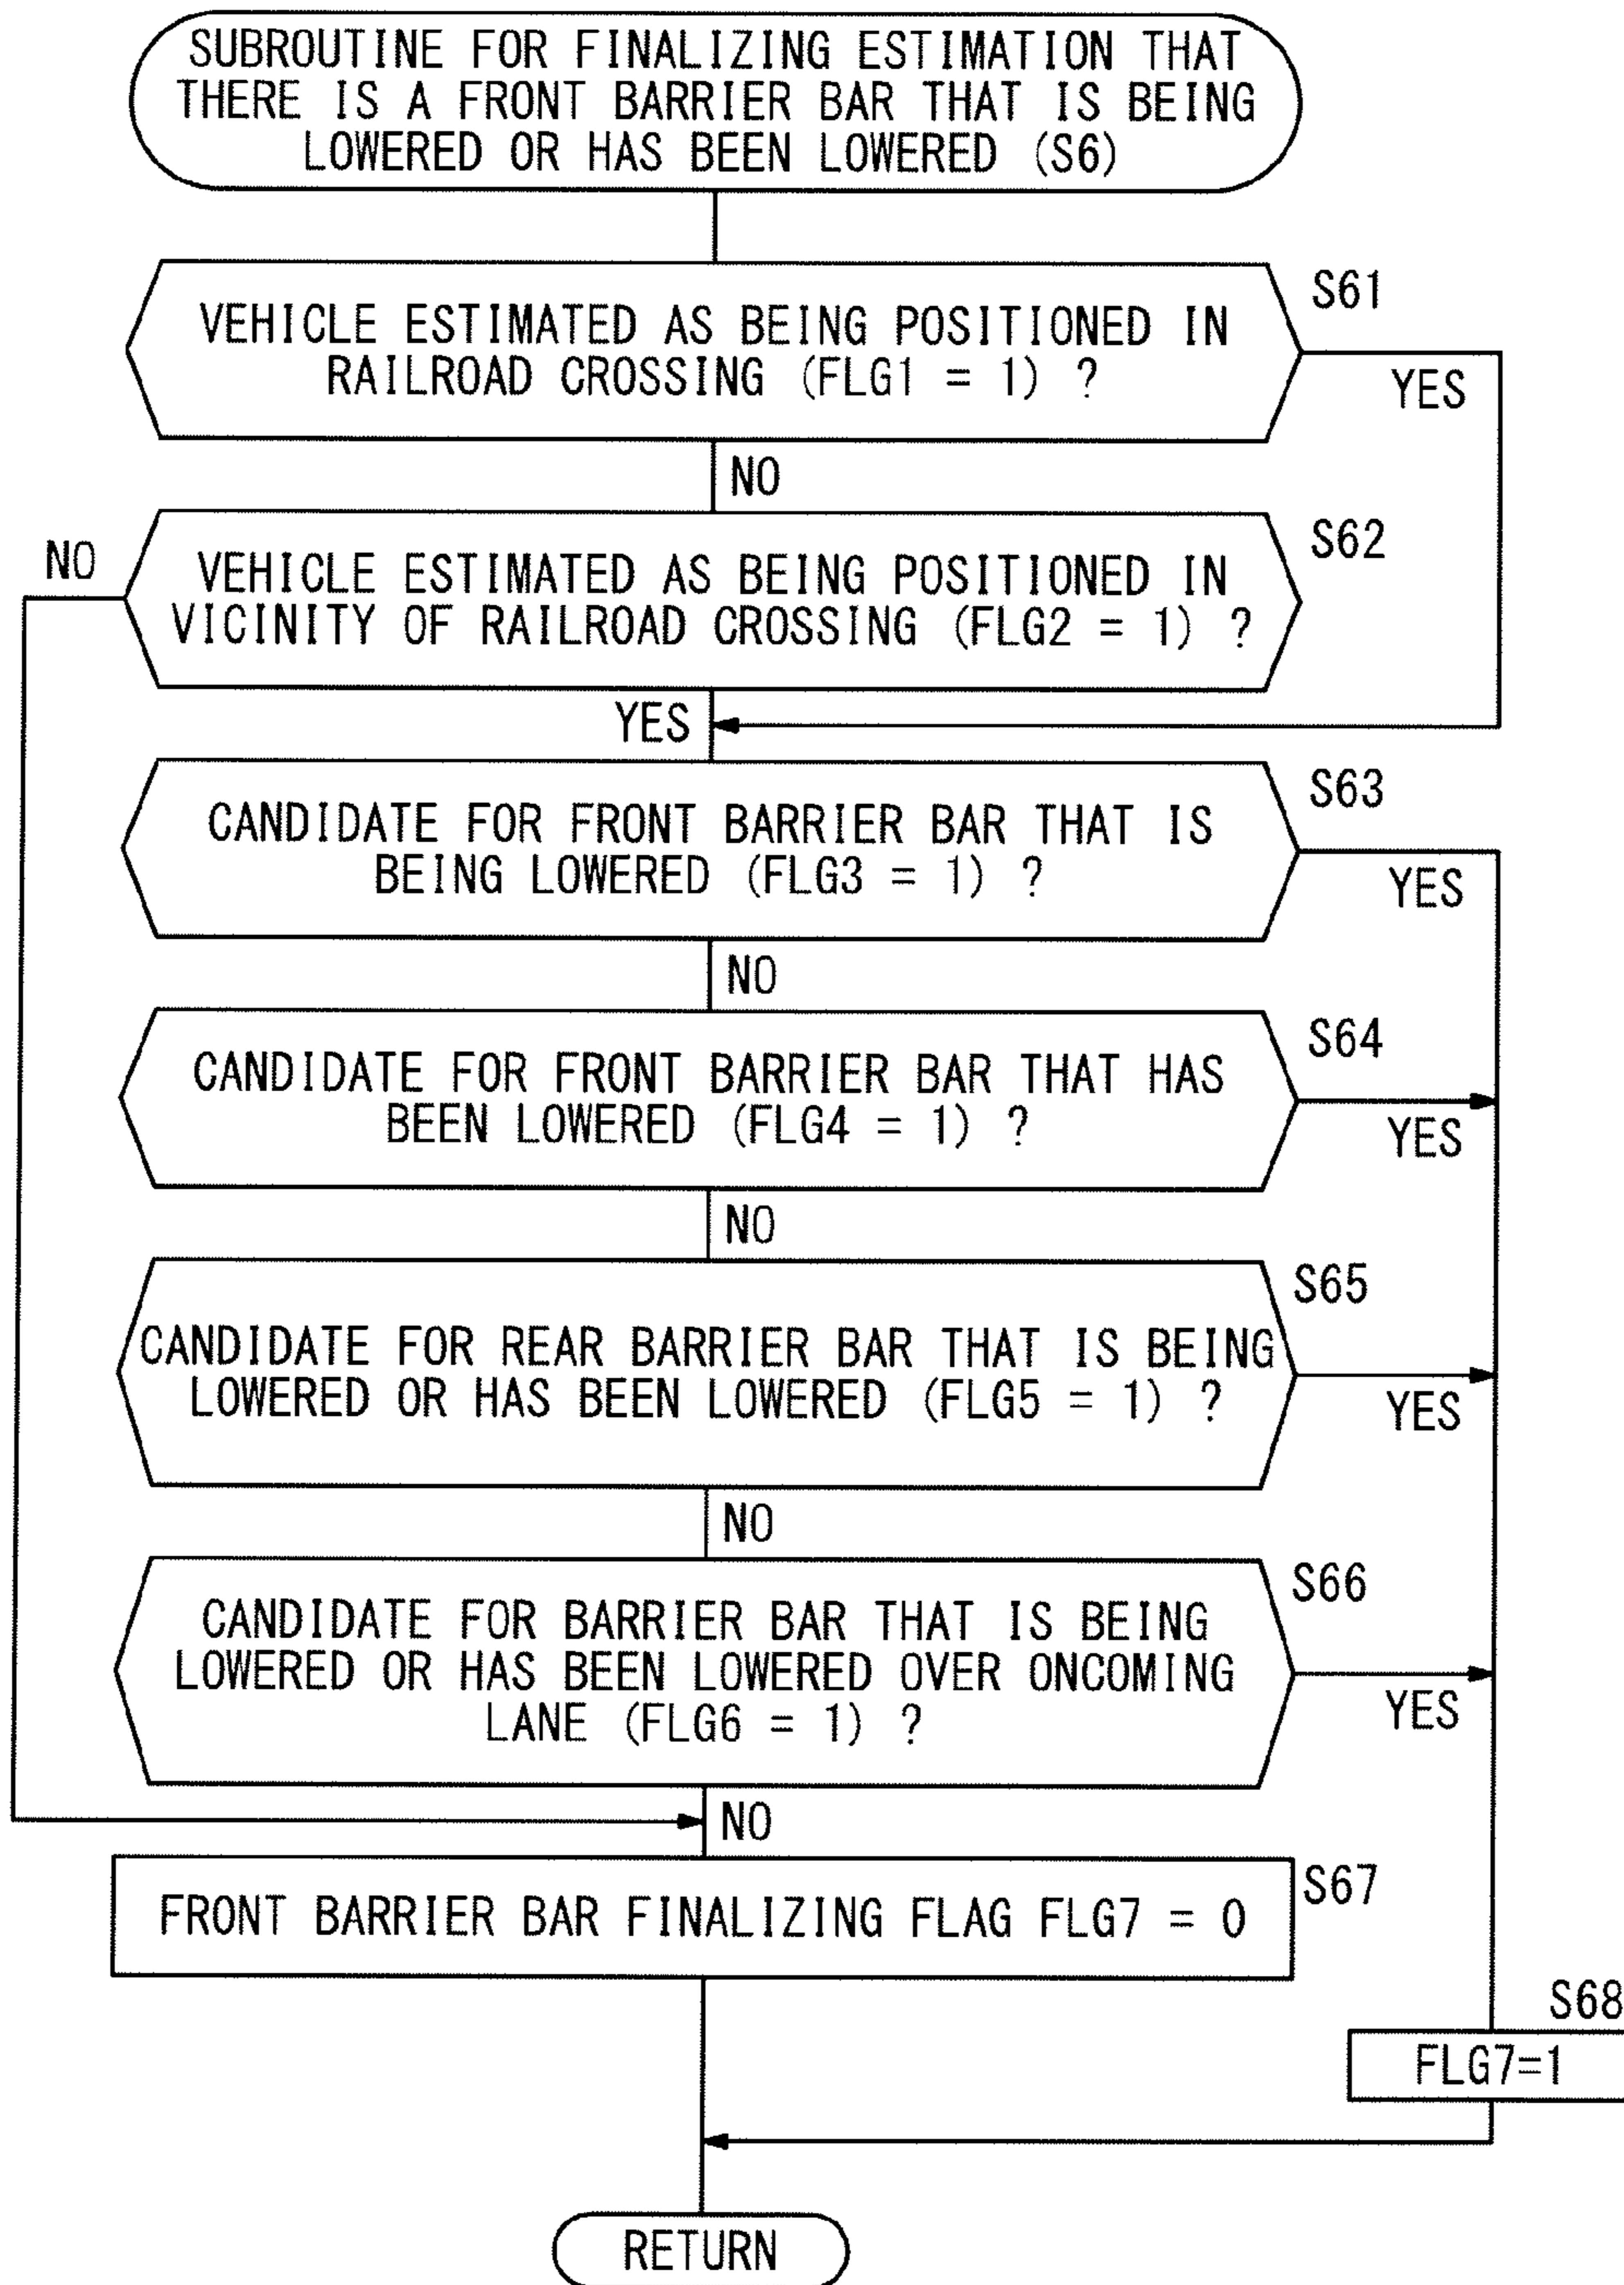 SUBROUTINE FOR FINALIZING ESTIMATION THAT
THERE IS A FRONT BARRIER BAR THAT IS BEING
LOWERED OR HAS BEEN LOWERED (S6)
S61
VEHICLE ESTIMATED AS BEING POSITIONED IN
RAILROAD CROSSING (FLG1 = 1) ?
YES
NO
S62
NO
VEHICLE ESTIMATED AS BEING POSITIONED IN
VICINITY OF RAILROAD CROSSING (FLG2 = 1) ?
YES
S63
CANDIDATE FOR FRONT BARRIER BAR THAT IS
BEING LOWERED (FLG3 = 1) ?
YES
NO
S64
CANDIDATE FOR FRONT BARRIER BAR THAT HAS
BEEN LOWERED (FLG4 = 1) ?
YES
NO
S65
CANDIDATE FOR REAR BARRIER BAR THAT IS BEING
LOWERED OR HAS BEEN LOWERED (FLG5 = 1) ?
YES
NO
S66
CANDIDATE FOR BARRIER BAR THAT IS BEING
LOWERED OR HAS BEEN LOWERED OVER ONCOMING
LANE (FLG6 = 1) ?
YES
NO
S67
FRONT BARRIER BAR FINALIZING FLAG FLG7 = 0
S68
FLG7=1
RETURN